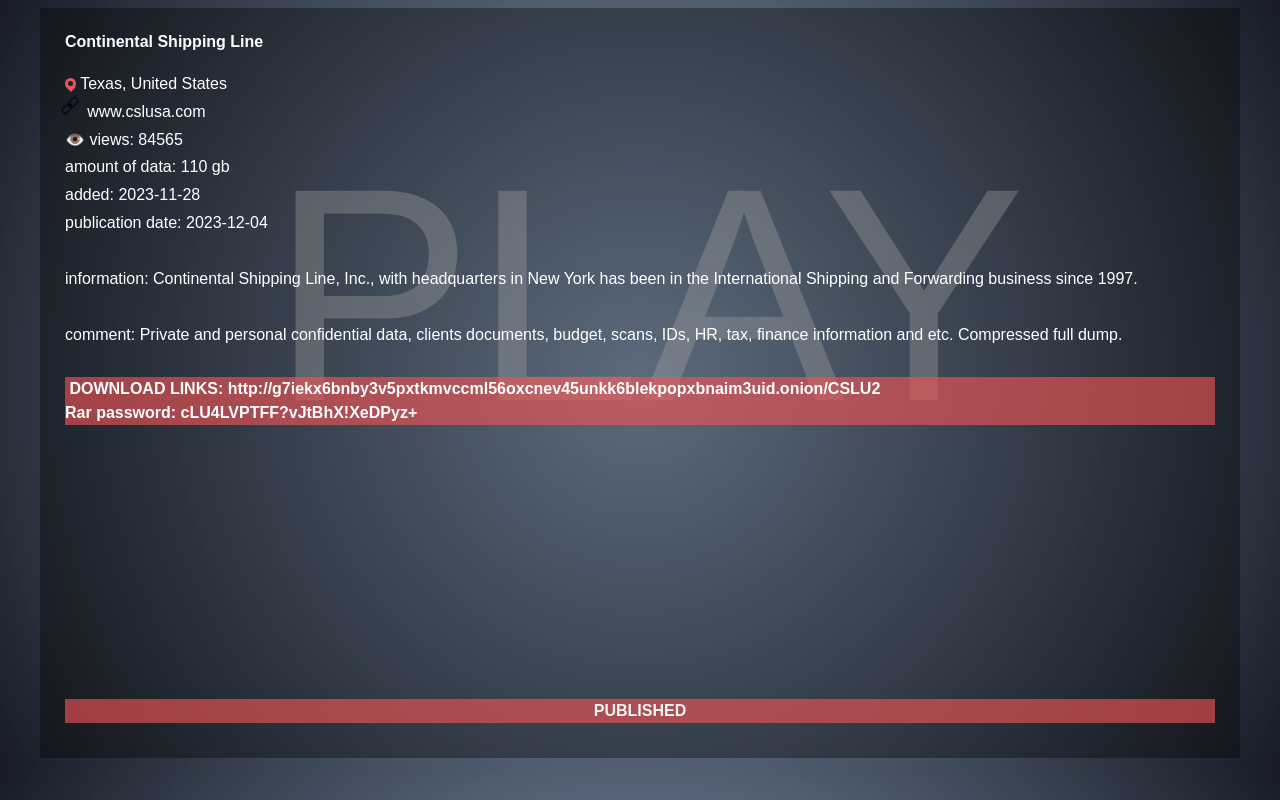 PLAY
Continental Shipping Line
Texas, United States
www.cslusa.com
views: 84565
amount of data: 110 gb
added: 2023-11-28
publication date: 2023-12-04
information: Continental Shipping Line, Inc., with headquarters in New York has been in the International Shipping and Forwarding business since 1997.
comment: Private and personal confidential data, clients documents, budget, scans, IDs, HR, tax, finance information and etc. Compressed full dump.
DOWNLOAD LINKS: http://g7iekx6bnby3v5pxtkmvccml56oxcnev45unkk6blekpopxbnaim3uid.onion/CSLU2
Rar password: cLU4LVPTFF?vJtBhX!XeDPyz+
PUBLISHED